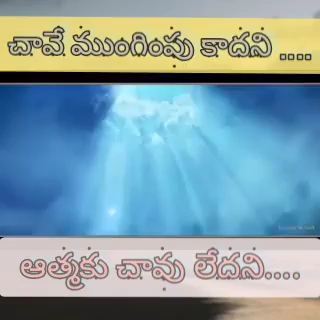 చావే ముంగింపు కాదని ....
ఆత్మకు చావు లేదని....